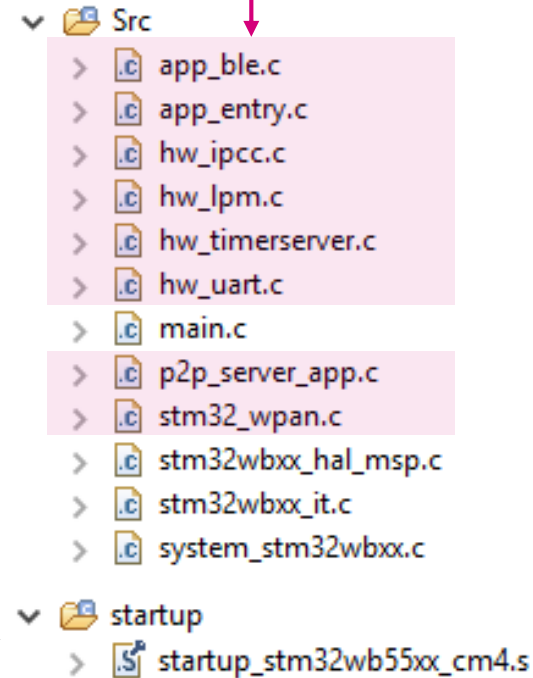 Src
app_ble.c
app_entry.c
hw_ipcc.c
hw_lpm.c
hw_timerserver.c
hw_uart.c
main.c
p2p_server_app.c
stm32_wpan.c
stm32wbxx_hal_msp.c
stm32wbxx_it.c
system_stm32wbxx.c
startup
startup_stm32wb55xx_cm4.s